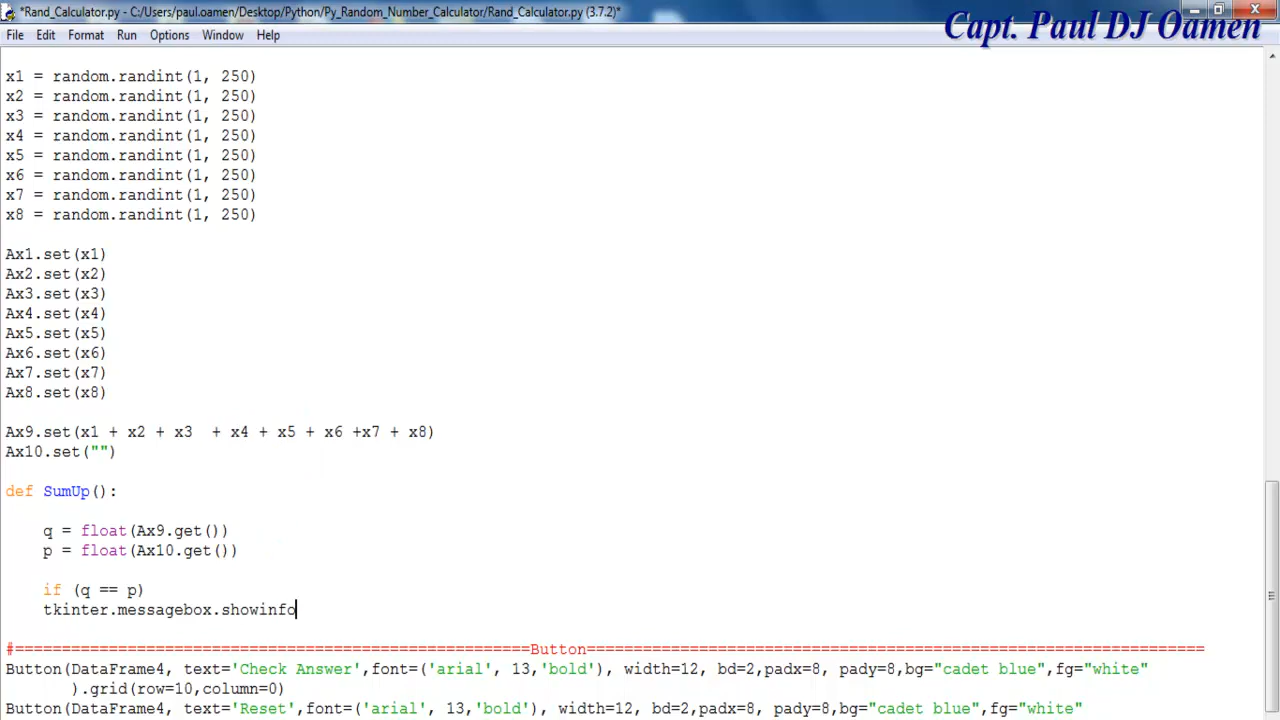 *Rand_Calculator.py - C:/Users/paul.oamen/Desktop/Python/Py_Random_Number_Calculator/Rand_Calculator.py (3.7.2)*
Capt. Paul DJ Oamen
File Edit Format Run Options Window Help
x1 = random.randint(1, 250)
x2 = random.randint(1, 250)
x3 = random.randint(1, 250)
x4 = random.randint(1, 250)
x5 = random.randint(1, 250)
x6 = random.randint(1, 250)
x7 = random.randint(1, 250)
x8 = random.randint(1, 250)
Ax1.set(x1)
Ax2.set(x2)
Ax3.set(x3)
Ax4.set(x4)
Ax5.set(x5)
Ax6.set(x6)
Ax7.set(x7)
Ax8.set(x8)
Ax9.set(x1 + x2 + x3  + x4 + x5 + x6 +x7 + x8)
Ax10.set("")
def SumUp():
    q = float(Ax9.get())
    p = float(Ax10.get())
    if (q == p)
    tkinter.messagebox.showinfo
#=======================================================Button==================================================================
Button(DataFrame4, text='Check Answer',font=('arial', 13,'bold'), width=12, bd=2,padx=8, pady=8,bg="cadet blue",fg="white"
       ).grid(row=10,column=0)
Button(DataFrame4, text='Reset',font=('arial', 13,'bold'), width=12, bd=2,padx=8, pady=8,bg="cadet blue",fg="white"